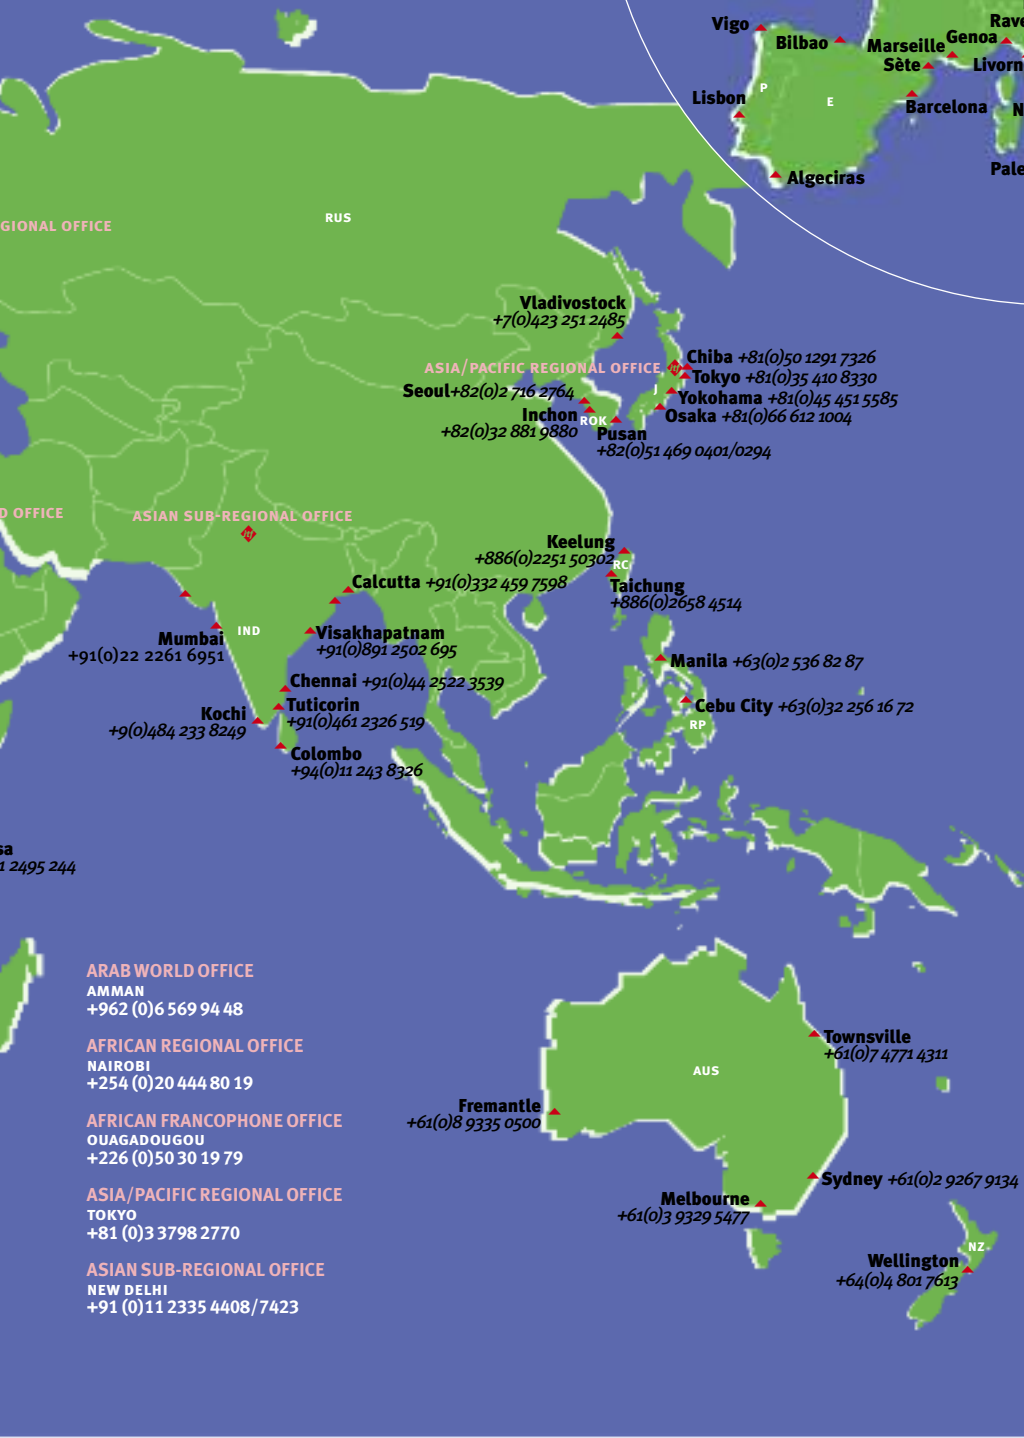 Vigo
Bilbao
Marseille
Sète
Genoa
Rave
Livorn
Lisbon
P
E
Barcelona
N
Algeciras
Pale
RUS
GIONAL OFFICE
Vladivostock
+7(0)423 251 2485
ASIA/PACIFIC REGIONAL OFFICE
Chiba +81(0)50 1291 7326
Tokyo +81(0)35 410 8330
J
Yokohama +81(0)45 451 5585
Osaka +81(0)66 612 1004
Seoul+82(0)2 716 2764
Inchon
+82(0)32 881 9880
ROK
Pusan
+82(0)51 469 0401/0294
D OFFICE
ASIAN SUB-REGIONAL OFFICE
Keelung
+886(0)2251 50302
RC
Taichung
+886(0)2658 4514
Calcutta +91(0)332 459 7598
IND
Mumbai
+91(0)22 2261 6951
Visakhapatnam
+91(0)891 2502 695
Chennai +91(0)44 2522 3539
Tuticorin
+91(0)461 2326 519
Kochi
+9(0)484 233 8249
Colombo
+94(0)11 243 8326
Manila +63(0)2 536 82 87
Cebu City +63(0)32 256 16 72
RP
sa
1 2495 244
ARAB WORLD OFFICE
AMMAN
+962 (0)6 569 94 48
AFRICAN REGIONAL OFFICE
NAIROBI
+254 (0)20 444 80 19
AFRICAN FRANCOPHONE OFFICE
OUAGADOUGOU
+226 (0)50 30 19 79
ASIA/PACIFIC REGIONAL OFFICE
TOKYO
+81 (0)3 3798 2770
ASIAN SUB-REGIONAL OFFICE
NEW DELHI
+91 (0)11 2335 4408/7423
Townsville
+61(0)7 4771 4311
AUS
Fremantle
+61(0)8 9335 0500
Sydney +61(0)2 9267 9134
Melbourne
+61(0)3 9329 5477
NZ
Wellington
+64(0)4 801 7613